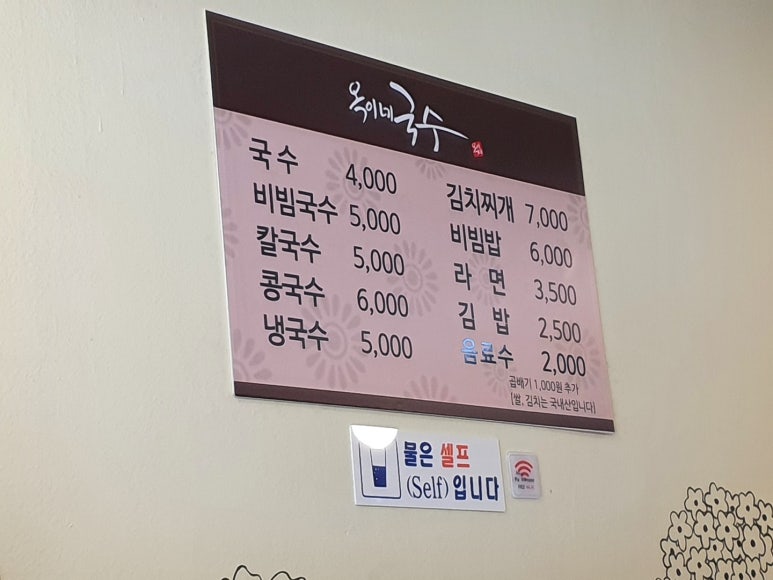 옥이네국수
국수 4,000
비빔국수 5,000
칼국수 5,000
콩국수 6,000
냉국수 5,000
김치찌개 7,000
비빔밥 6,000
라면 3,500
김밥 2,500
음료수 2,000
곱배기 1,000원 추가
[쌀, 김치는 국내산입니다]
물은 셀프
(Self)입니다